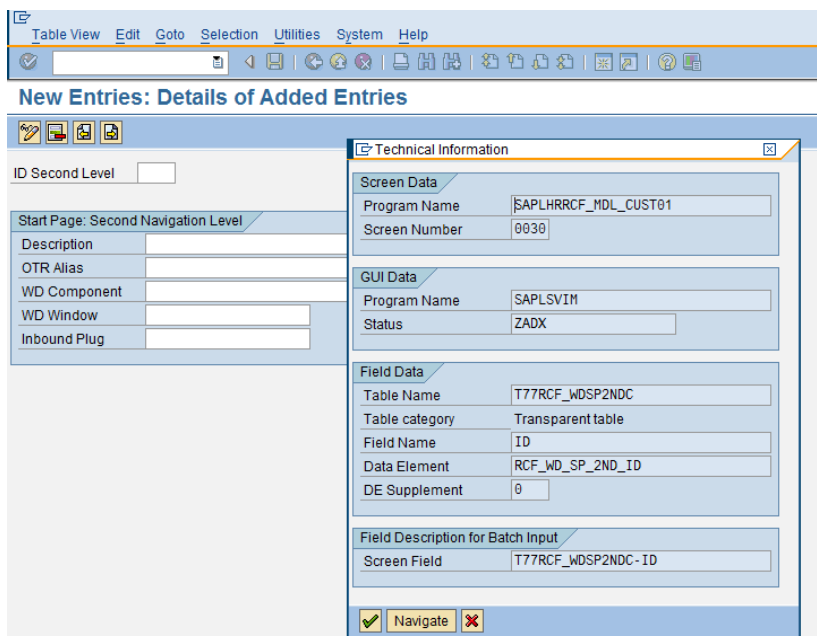 Table View Edit Goto Selection Utilities System Help
New Entries: Details of Added Entries
ID Second Level
Start Page: Second Navigation Level
Description
OTR Alias
WD Component
WD Window
Inbound Plug
Technical Information
Screen Data
Program Name SAPLHRRCF_MDL_CUST01
Screen Number 0030
GUI Data
Program Name SAPLSVIM
Status ZADX
Field Data
Table Name T77RCF_WDSP2NDC
Table category Transparent table
Field Name ID
Data Element RCF_WD_SP_2ND_ID
DE Supplement 0
Field Description for Batch Input
Screen Field T77RCF_WDSP2NDC-ID
Navigate